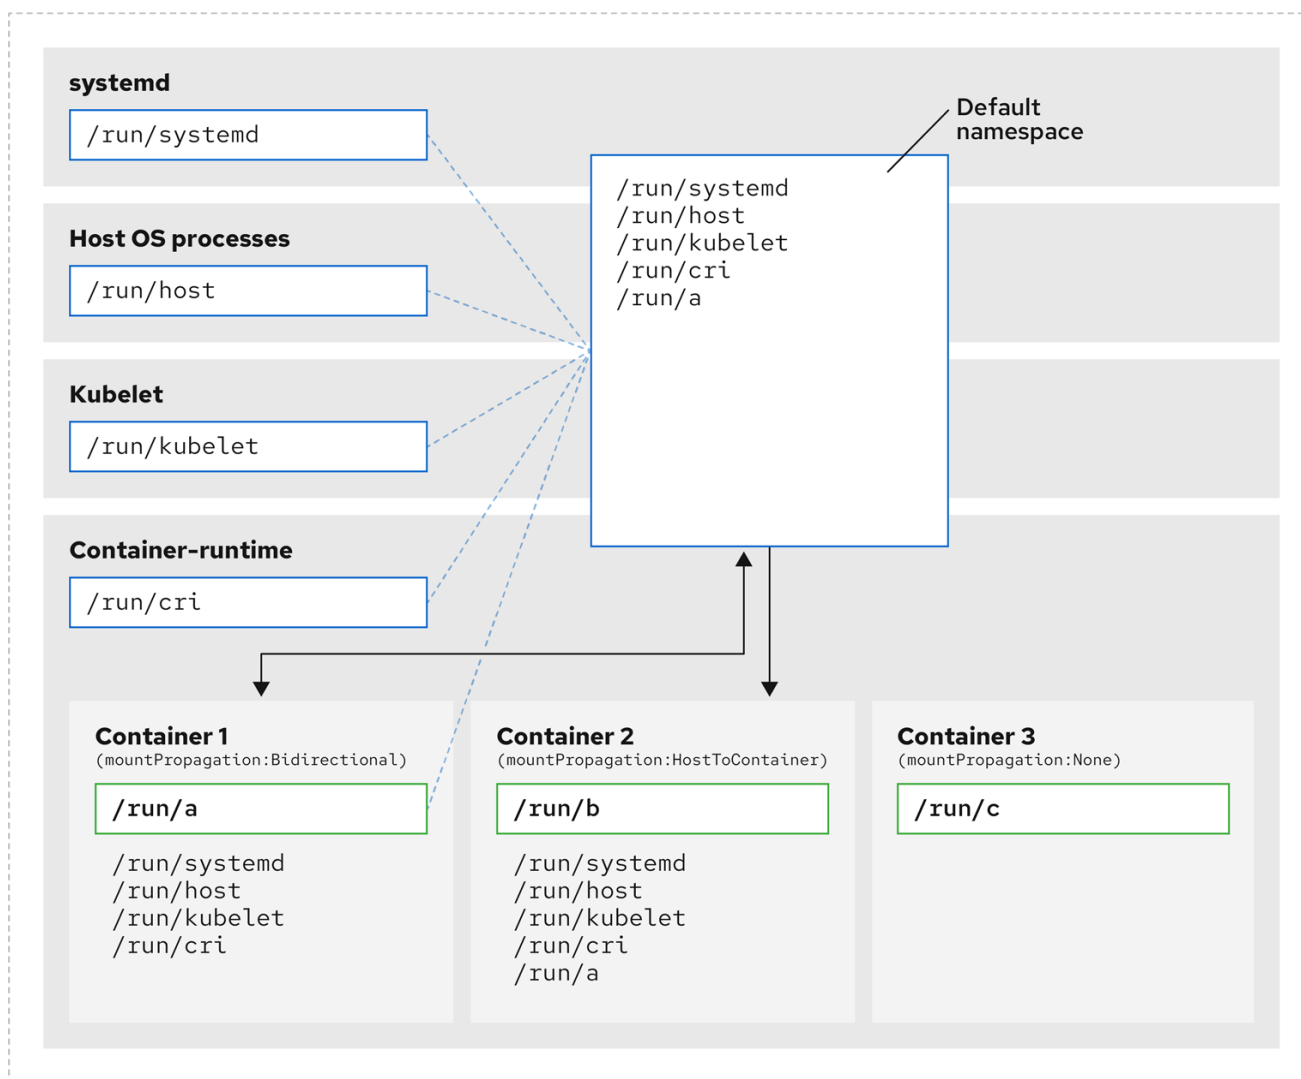 systemd
/run/systemd
Default
namespace
/run/systemd
/run/host
/run/kubelet
/run/cri
/run/a
Host OS processes
/run/host
Kubelet
/run/kubelet
Container-runtime
/run/cri
Container 1
(mountPropagation:Bidirectional)
/run/a
/run/systemd
/run/host
/run/kubelet
/run/cri
Container 2
(mountPropagation:HostToContainer)
/run/b
/run/systemd
/run/host
/run/kubelet
/run/cri
/run/a
Container 3
(mountPropagation:None)
/run/c